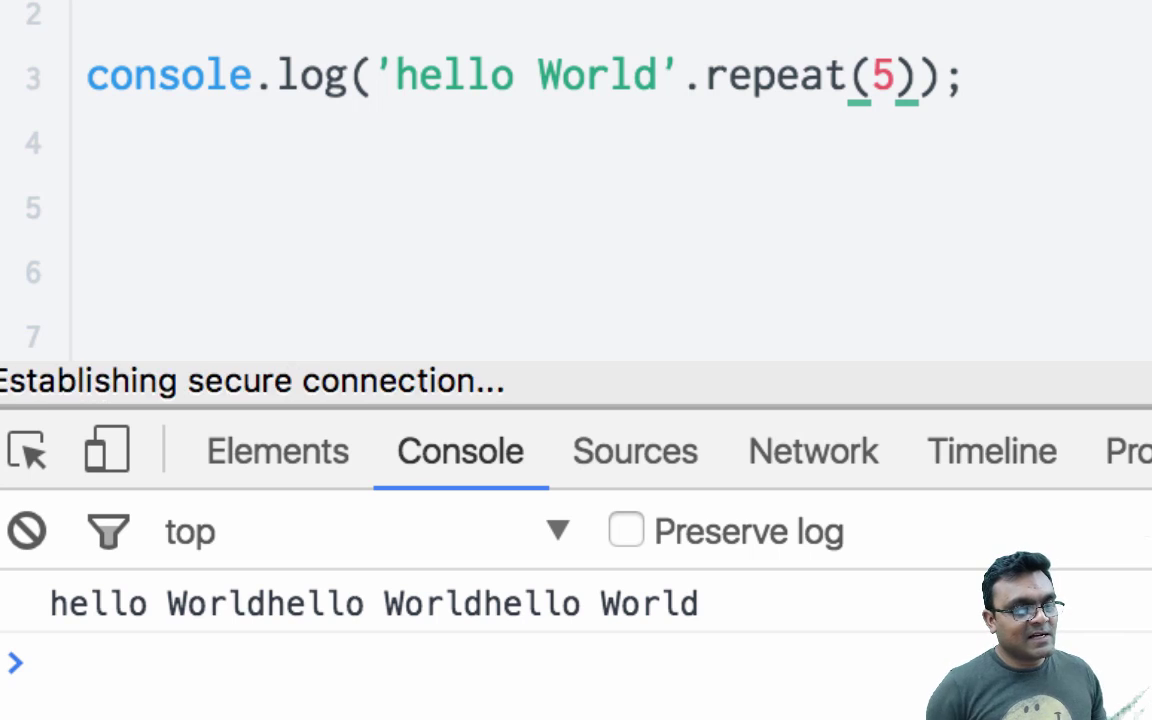 2
3 console.log('hello World'.repeat(5));
4
5
6
7
Establishing secure connection...
Elements Console Sources Network Timeline Pro
top ▼ Preserve log
hello Worldhello Worldhello World
>